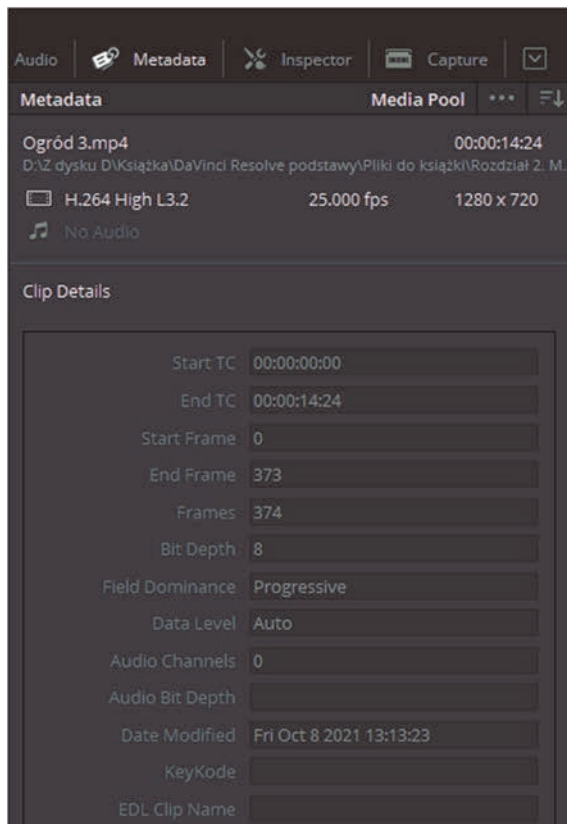 Audio Metadata Inspector Capture
Metadata Media Pool
Ogród 3.mp4 00:00:14:24
D:\Z dysku D\Książka\DaVinci Resolve podstawy\Pliki do książki\Rozdział 2. M.
H.264 High L3.2 25.000 fps 1280 x 720
No Audio
Clip Details
Start TC 00:00:00:00
End TC 00:00:14:24
Start Frame 0
End Frame 373
Frames 374
Bit Depth 8
Field Dominance Progressive
Data Level Auto
Audio Channels 0
Audio Bit Depth
Date Modified Fri Oct 8 2021 13:13:23
KeyKode
EDL Clip Name